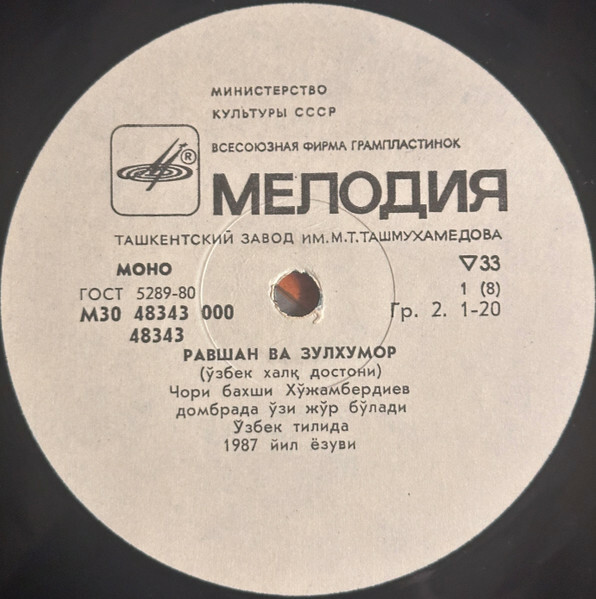 МИНИСТЕРСТВО
КУЛЬТУРЫ СССР
ВСЕСОЮЗНАЯ ФИРМА ГРАМПЛАСТИНОК
®
МЕЛОДИЯ
ТАШКЕНТСКИЙ ЗАВОД ИМ. М.Т.ТАШМУХАМЕДОВА
МОНО
▽33
ГОСТ 5289-80
1 (8)
М30 48343 000
Гр. 2. 1-20
48343
РАВШАН ВА ЗУЛХУМОР
(ўзбек халқ достони)
Чори бахши Хўжамбердиев
домбрада ўзи жўр бўлади
Ўзбек тилида
1987 йил ёзуви